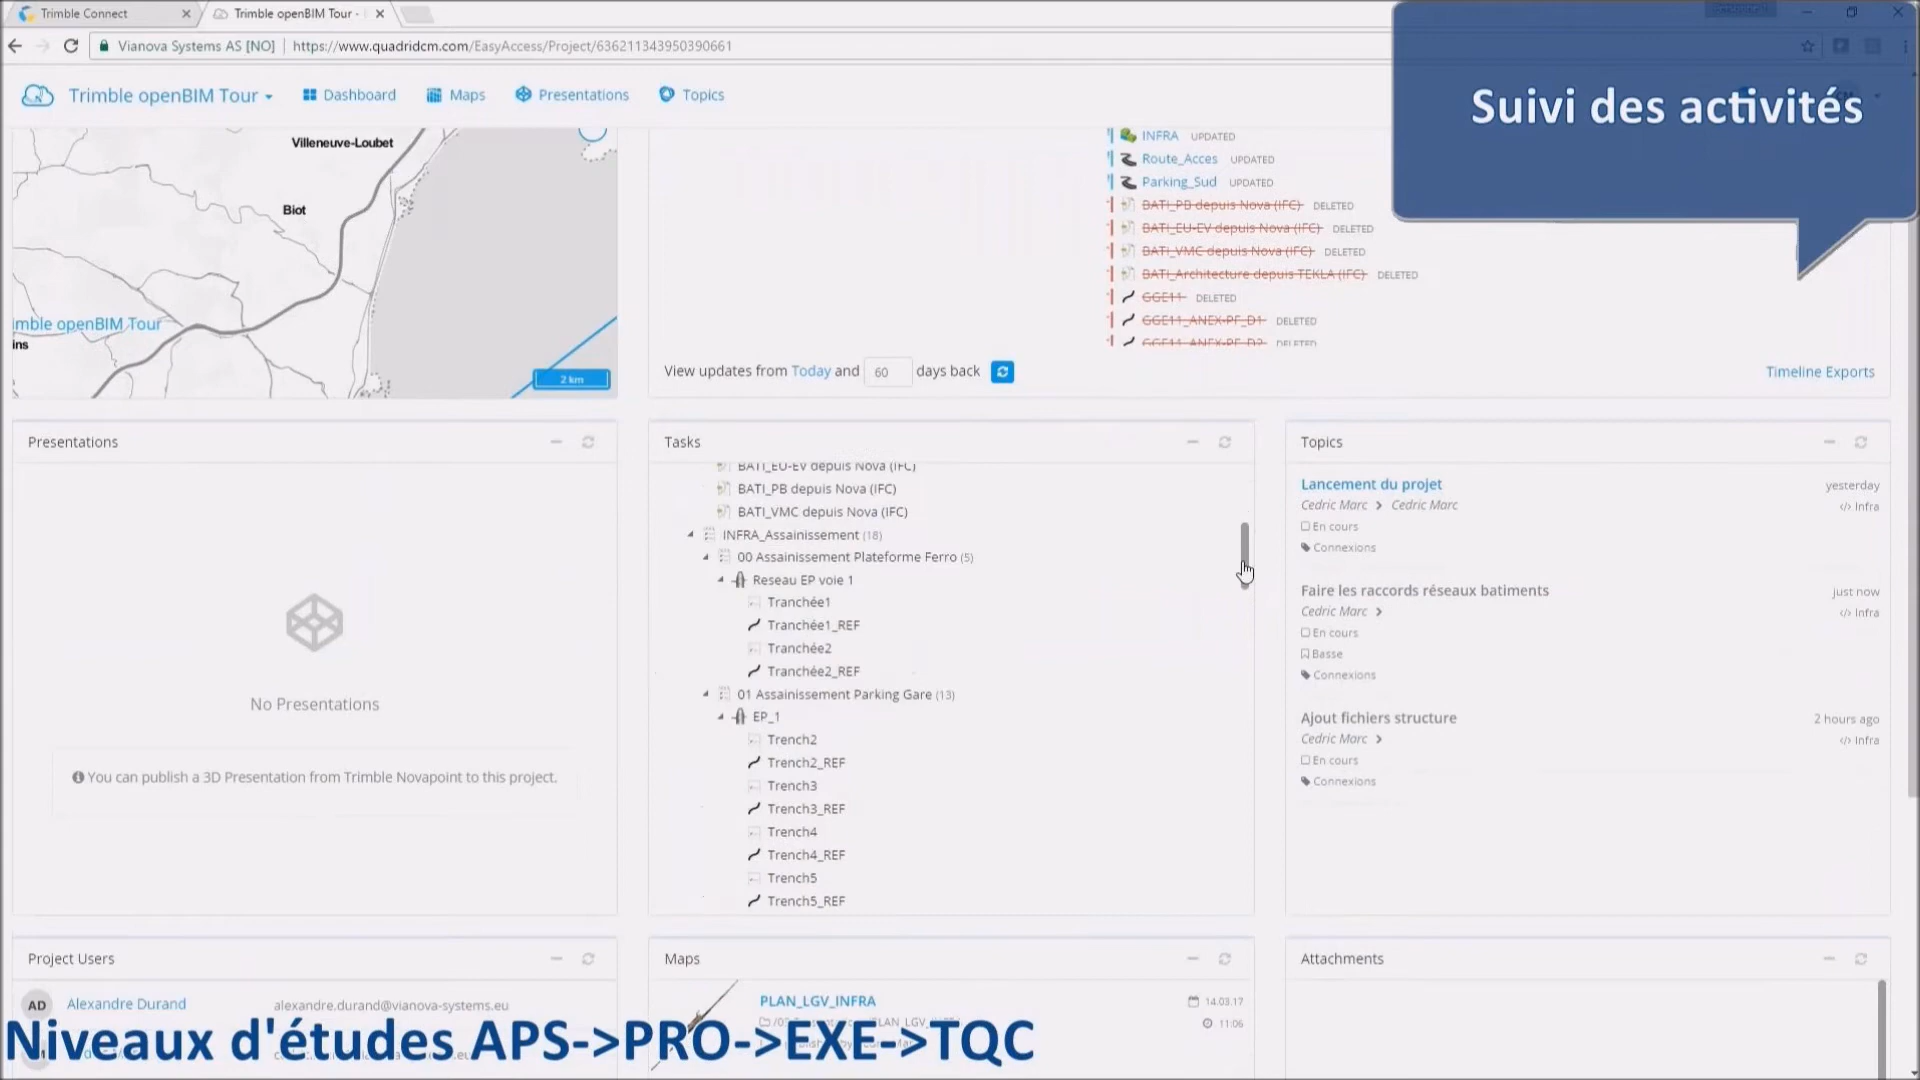 Trimble Connect
Trimble openBIM Tour -
Vianova Systems AS [NO]
https://www.quadridcm.com/EasyAccess/Project/636211343950390661
Suivi des activités
Trimble openBIM Tour
Dashboard
Maps
Presentations
Topics
Villeneuve-Loubet
Biot
mble openBIM Tour
ins
2 km
INFRA UPDATED
Route_Acces UPDATED
Parking_Sud UPDATED
BATI_PB depuis Nova (IFC) DELETED
BATI_EU-EV depuis Nova (IFC) DELETED
BATI_VMC depuis Nova (IFC) DELETED
BATI_Architecture depuis TEKLA (IFC) DELETED
GGE11 DELETED
GGE11_ANEX-PF_D1 DELETED
GGE11_ANEX-PF_D2 DELETED
View updates from Today and 60 days back
Timeline Exports
Presentations
No Presentations
You can publish a 3D Presentation from Trimble Novapoint to this project.
Tasks
BATI_EU-EV depuis Nova (IFC)
BATI_PB depuis Nova (IFC)
BATI_VMC depuis Nova (IFC)
INFRA_Assainissement (18)
00 Assainissement Plateforme Ferro (5)
Reseau EP voie 1
Tranchée1
Tranchée1_REF
Tranchée2
Tranchée2_REF
01 Assainissement Parking Gare (13)
EP_1
Trench2
Trench2_REF
Trench3
Trench3_REF
Trench4
Trench4_REF
Trench5
Trench5_REF
Topics
Lancement du projet yesterday
Cedric Marc > Cedric Marc </> Infra
En cours
Connexions
Faire les raccords réseaux batiments just now
Cedric Marc > </> Infra
En cours
Basse
Connexions
Ajout fichiers structure 2 hours ago
Cedric Marc > </> Infra
En cours
Connexions
Project Users
AD Alexandre Durand alexandre.durand@vianova-systems.eu
Maps
PLAN_LGV_INFRA 14.03.17
11:06
Attachments
Niveaux d'études APS->PRO->EXE->TQC